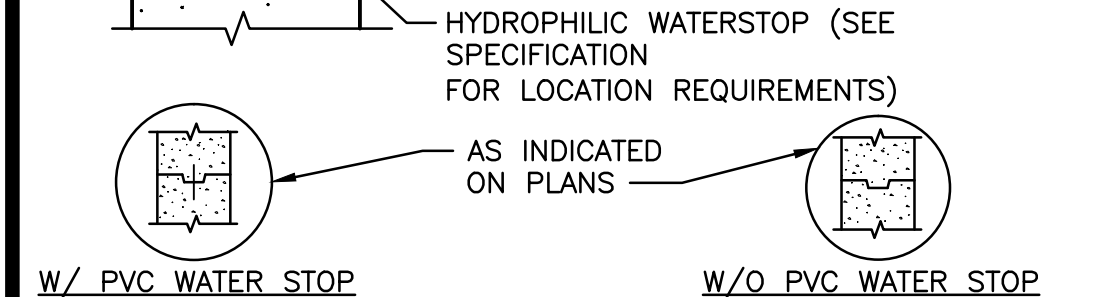 HYDROPHILIC WATERSTOP (SEE
SPECIFICATION
FOR LOCATION REQUIREMENTS)
AS INDICATED
ON PLANS
W/ PVC WATER STOP
W/O PVC WATER STOP